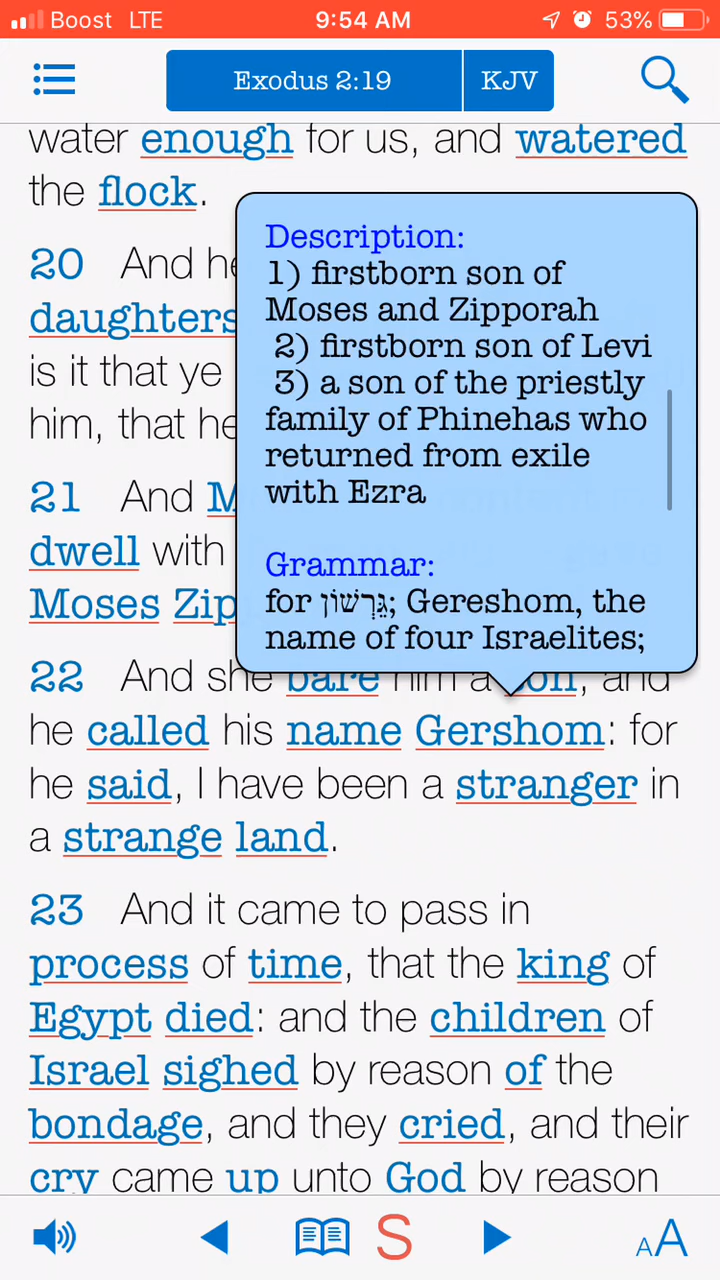 Boost LTE 9:54 AM 53%
Exodus 2:19 KJV
water enough for us, and watered
the flock.
20 And he
daughters
is it that ye
him, that he
21 And M
dwell with
Moses Zip
Description:
1) firstborn son of
Moses and Zipporah
2) firstborn son of Levi
3) a son of the priestly
family of Phinehas who
returned from exile
with Ezra
Grammar:
for גֵּרְשׁוֹן; Gereshom, the
name of four Israelites;
22 And she bare him a son, and
he called his name Gershom: for
he said, I have been a stranger in
a strange land.
23 And it came to pass in
process of time, that the king of
Egypt died: and the children of
Israel sighed by reason of the
bondage, and they cried, and their
cry came up unto God by reason
S AA